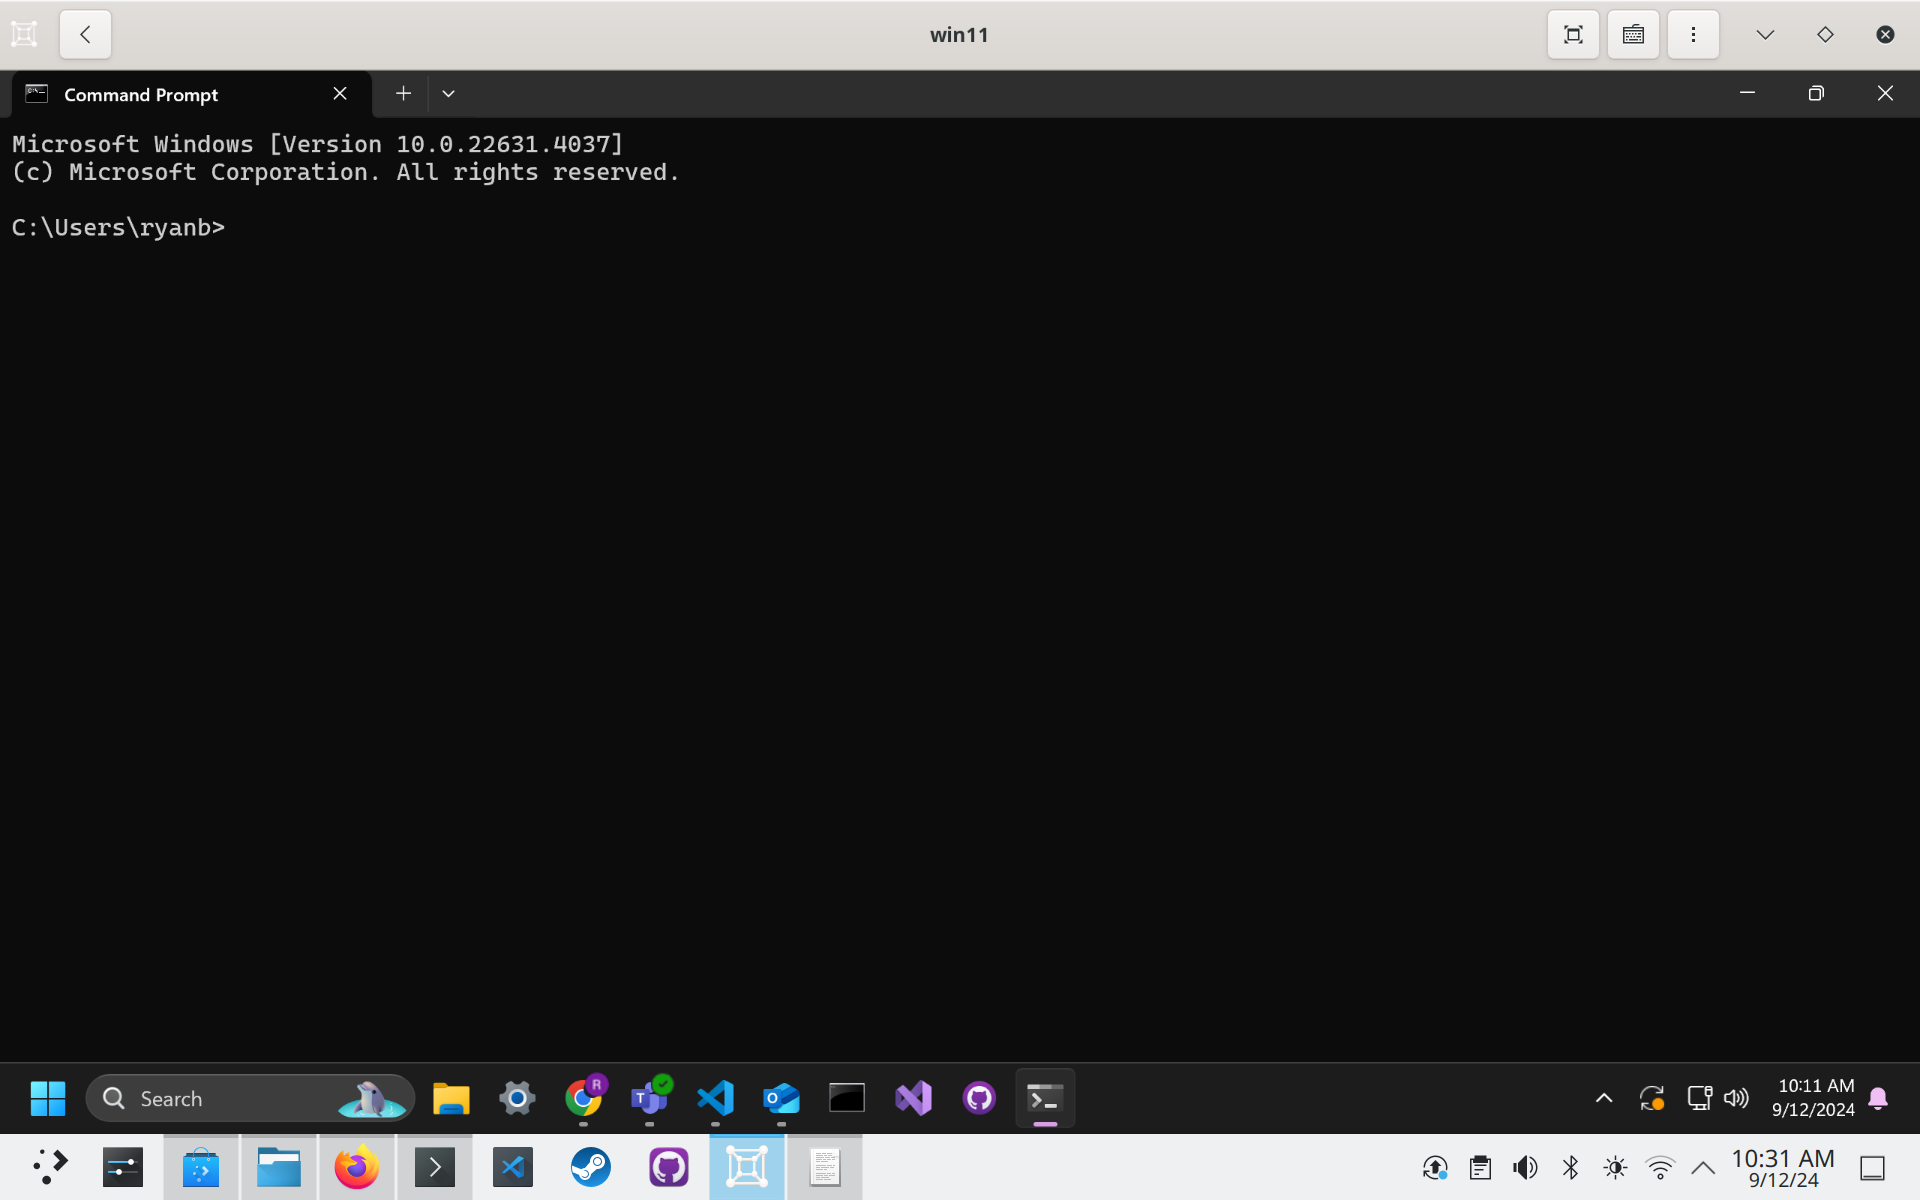 win11
Command Prompt
Microsoft Windows [Version 10.0.22631.4037]
(c) Microsoft Corporation. All rights reserved.
C:\Users\ryanb>
Search
R
10:11 AM
9/12/2024
10:31 AM
9/12/24